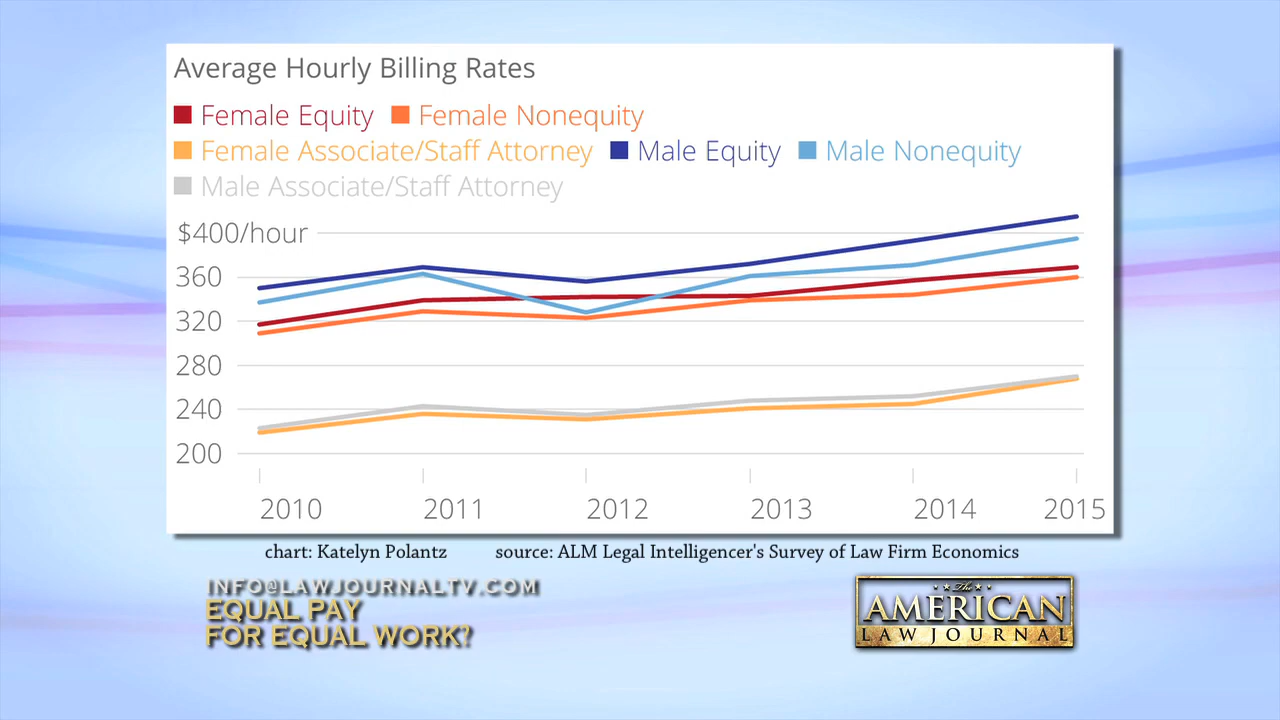 Average Hourly Billing Rates
Female Equity Female Nonequity
Female Associate/Staff Attorney Male Equity Male Nonequity
Male Associate/Staff Attorney
$400/hour
360
320
280
240
200
2010 2011 2012 2013 2014 2015
chart: Katelyn Polantz source: ALM Legal Intelligencer's Survey of Law Firm Economics
INFO@LAWJOURNALTV.COM
EQUAL PAY
FOR EQUAL WORK?
The
AMERICAN
LAW JOURNAL